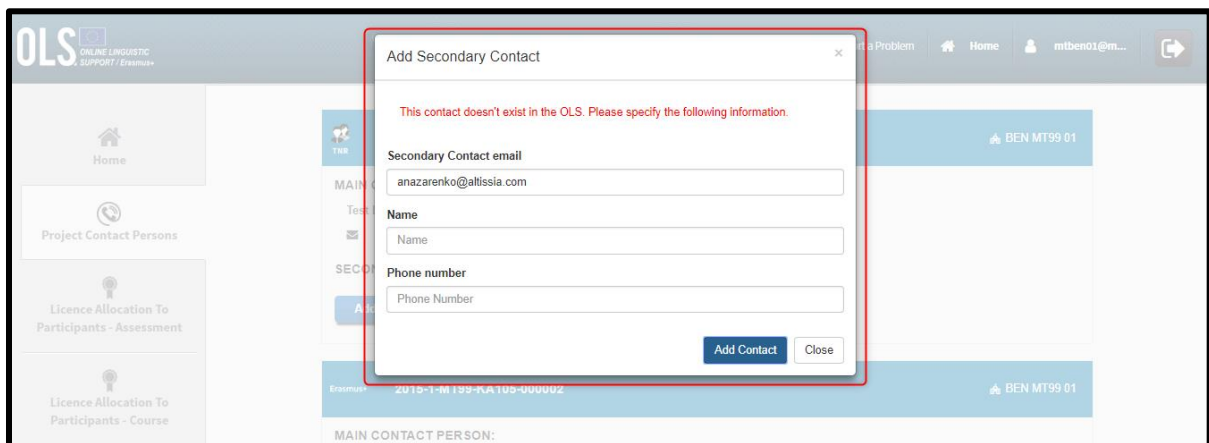 OLS
ONLINE LINGUISTIC
SUPPORT / Erasmus+
a Problem
Home
mtben01@m...
Add Secondary Contact
×
This contact doesn't exist in the OLS. Please specify the following information.
Home
TNR
BEN MT99 01
Secondary Contact email
anazarenko@altissia.com
MAIN
Test
Name
Name
Project Contact Persons
Phone number
Phone Number
Licence Allocation To
Participants - Assessment
Add Contact
Close
Erasmus+
2015-1-MT99-KA105-000002
BEN MT99 01
Licence Allocation To
Participants - Course
MAIN CONTACT PERSON: